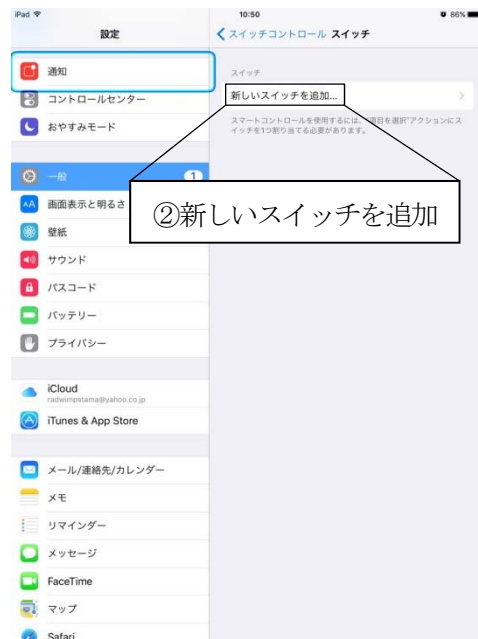 iPad
10:50
86%
設定
スイッチコントロール スイッチ
通知
コントロールセンター
おやすみモード
一般
1
画面表示と明るさ
壁紙
サウンド
パスコード
バッテリー
プライバシー
iCloud
radwimpstama@yahoo.co.jp
iTunes & App Store
メール/連絡先/カレンダー
メモ
リマインダー
メッセージ
FaceTime
マップ
Safari
スイッチ
新しいスイッチを追加...
スマートコントロールを使用するには、"項目を選択"アクションにス
イッチを1つ割り当てる必要があります。
②新しいスイッチを追加